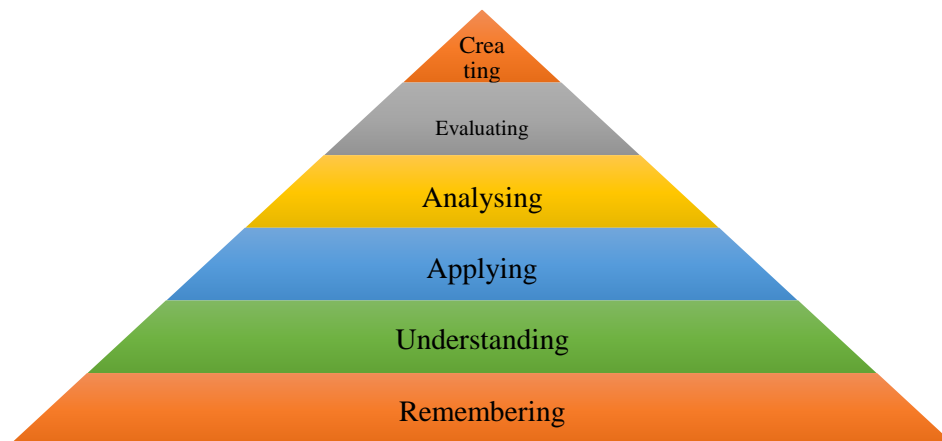 Crea
ting
Evaluating
Analysing
Applying
Understanding
Remembering